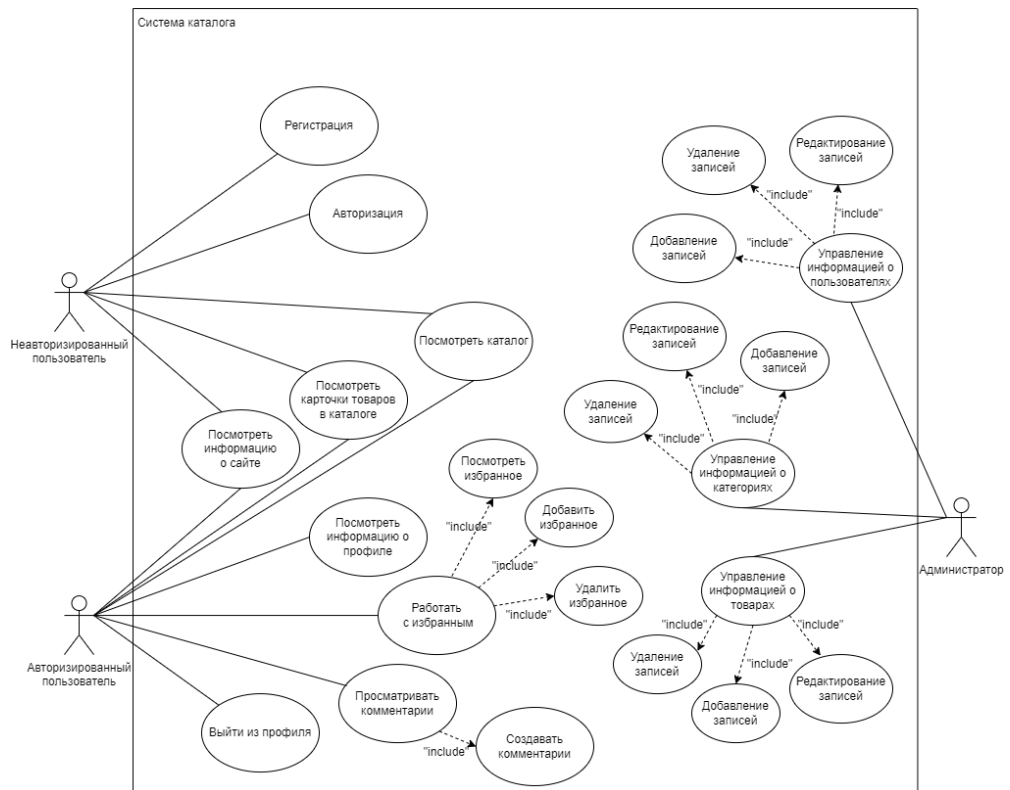 Система каталога
Регистрация
Авторизация
Неавторизированный
пользователь
Посмотреть каталог
Посмотреть
карточки товаров
в каталоге
Посмотреть
информацию
о сайте
Удаление
записей
Редактирование
записей
"include"
"include"
Добавление
записей
"include"
Управление
информацией о
пользователях
Редактирование
записей
Добавление
записей
"include"
Удаление
записей
"include"
"include"
Управление
информацией о
категориях
Посмотреть
избранное
Добавить
избранное
"include"
Посмотреть
информацию о
профиле
"include"
Удалить
избранное
"include"
Работать
с избранным
Администратор
Управление
информацией о
товарах
"include"
"include"
Удаление
записей
"include"
Редактирование
записей
Добавление
записей
Авторизированный
пользователь
Просматривать
комментарии
Выйти из профиля
"include"
Создавать
комментарии